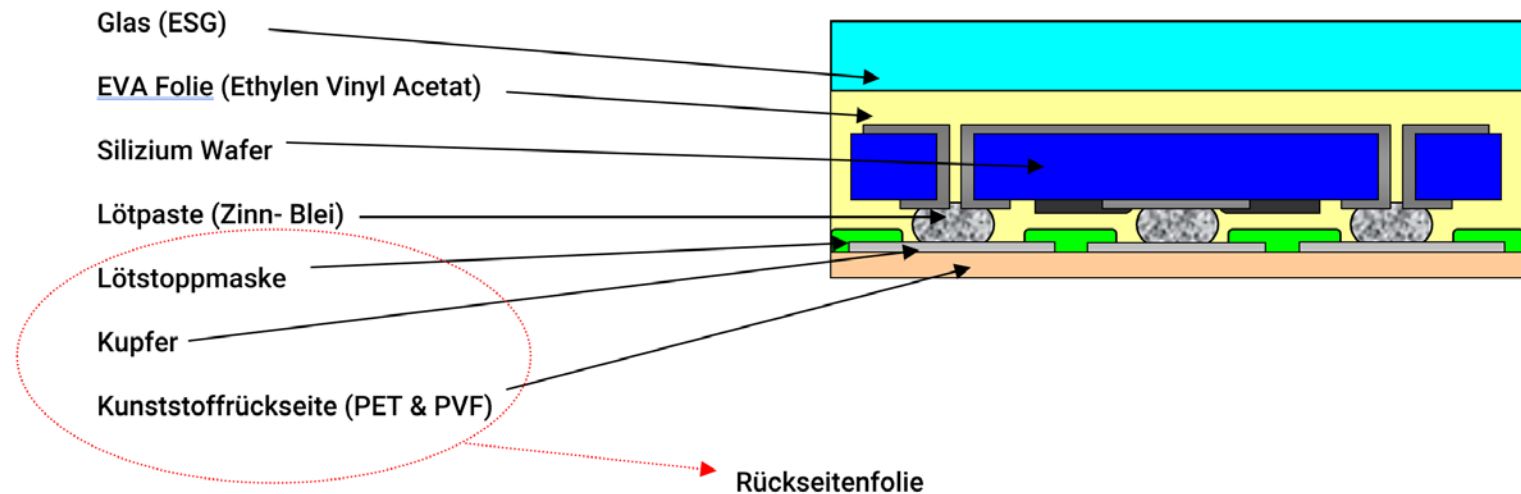 Glas (ESG)
EVA Folie (Ethylen Vinyl Acetat)
Silizium Wafer
Lötpaste (Zinn- Blei)
Lötstoppmaske
Kupfer
Kunststoffrückseite (PET & PVF)
Rückseitenfolie